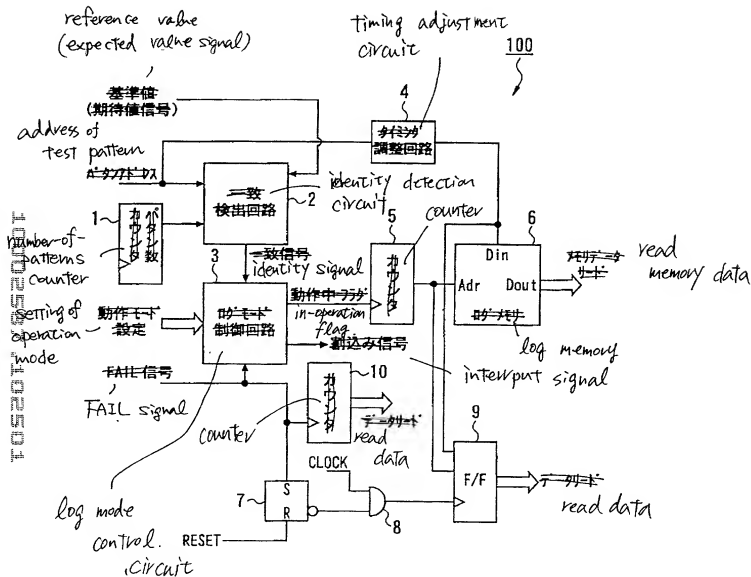 reference value
(expected value signal)
timing adjustment
circuit
100
基準値
(期待値信号)
4
タイミング
調整回路
address of
test pattern
パタンアドレス
一致
検出回路
2
identity detection
circuit
1
パタン数
カウンタ
number-of-
patterns
counter
5
counter
カウンタ
6
Din
Adr
Dout
ログメモリー
メモリデータ
リード
read
memory data
log memory
一致信号
identity signal
3
ログモード
制御回路
動作中フラグ
in-operation
flag
割込み信号
interrput signal
setting of
operation
mode
動作モード
設定
FAIL信号
FAIL signal
10
カウンタ
counter
データリード
read
data
9
F/F
データリード
read data
CLOCK
7
S
R
8
RESET
log mode
control.
circuit
102501